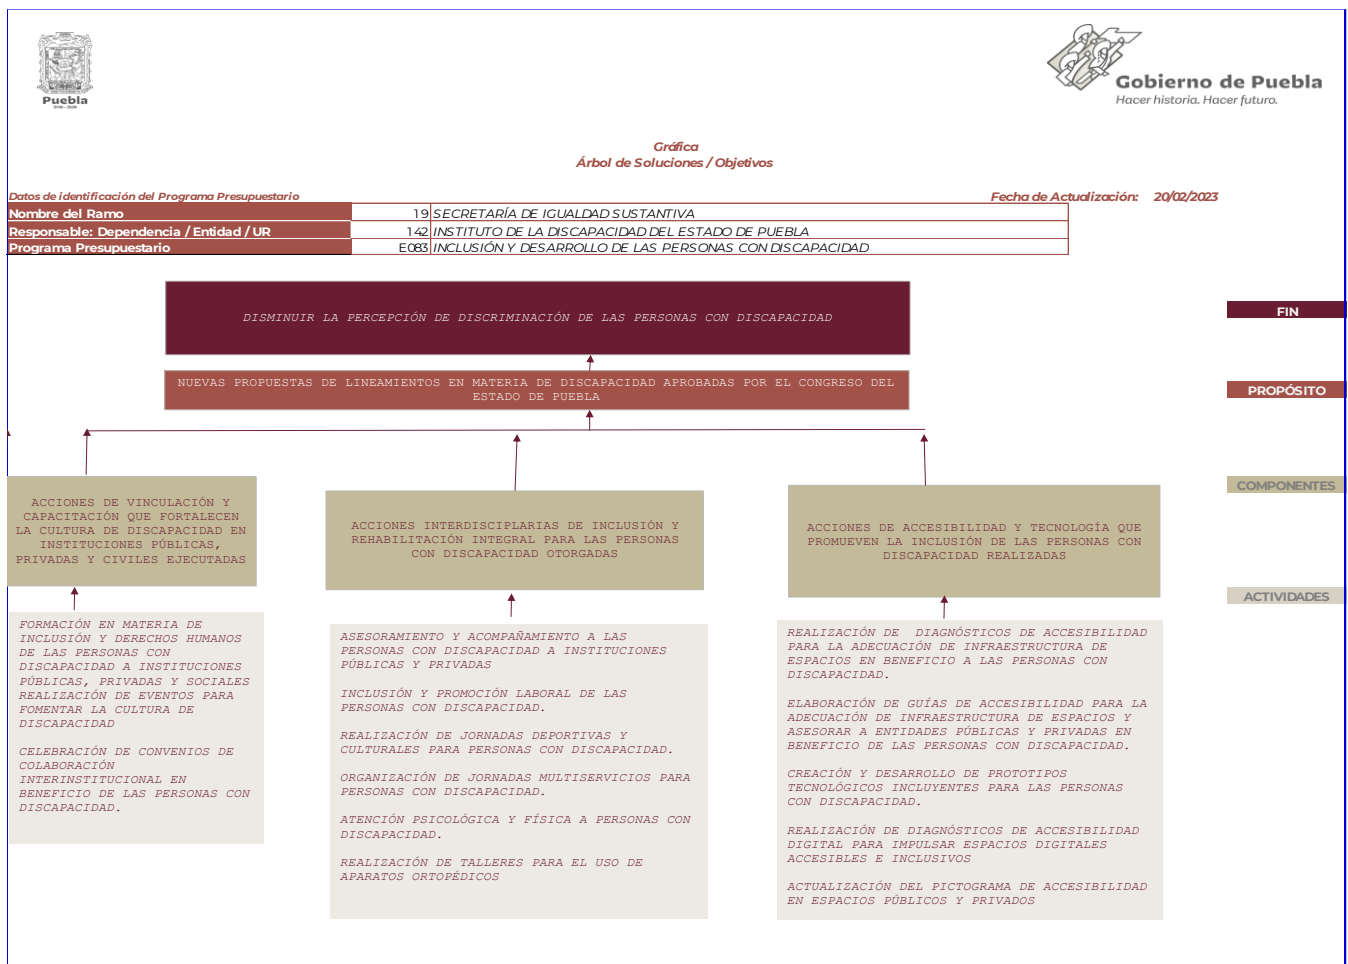 Puebla
Gobierno de Puebla
Hacer historia. Hacer futuro.
Gráfica
Árbol de Soluciones / Objetivos
Datos de identificación del Programa Presupuestario
Fecha de Actualización: 20/02/2023
Nombre del Ramo 19 SECRETARÍA DE IGUALDAD SUSTANTIVA
Responsable: Dependencia / Entidad / UR 142 INSTITUTO DE LA DISCAPACIDAD DEL ESTADO DE PUEBLA
Programa Presupuestario E083 INCLUSIÓN Y DESARROLLO DE LAS PERSONAS CON DISCAPACIDAD
DISMINUIR LA PERCEPCIÓN DE DISCRIMINACIÓN DE LAS PERSONAS CON DISCAPACIDAD
FIN
NUEVAS PROPUESTAS DE LINEAMIENTOS EN MATERIA DE DISCAPACIDAD APROBADAS POR EL CONGRESO DEL
ESTADO DE PUEBLA
PROPÓSITO
ACCIONES DE VINCULACIÓN Y
CAPACITACIÓN QUE FORTALECEN
LA CULTURA DE DISCAPACIDAD EN
INSTITUCIONES PÚBLICAS,
PRIVADAS Y CIVILES EJECUTADAS
ACCIONES INTERDISCIPLARIAS DE INCLUSIÓN Y
REHABILITACIÓN INTEGRAL PARA LAS PERSONAS
CON DISCAPACIDAD OTORGADAS
ACCIONES DE ACCESIBILIDAD Y TECNOLOGÍA QUE
PROMUEVEN LA INCLUSIÓN DE LAS PERSONAS CON
DISCAPACIDAD REALIZADAS
COMPONENTES
ACTIVIDADES
FORMACIÓN EN MATERIA DE
INCLUSIÓN Y DERECHOS HUMANOS
DE LAS PERSONAS CON
DISCAPACIDAD A INSTITUCIONES
PÚBLICAS, PRIVADAS Y SOCIALES
REALIZACIÓN DE EVENTOS PARA
FOMENTAR LA CULTURA DE
DISCAPACIDAD
CELEBRACIÓN DE CONVENIOS DE
COLABORACIÓN
INTERINSTITUCIONAL EN
BENEFICIO DE LAS PERSONAS CON
DISCAPACIDAD.
ASESORAMIENTO Y ACOMPAÑAMIENTO A LAS
PERSONAS CON DISCAPACIDAD A INSTITUCIONES
PÚBLICAS Y PRIVADAS
INCLUSIÓN Y PROMOCIÓN LABORAL DE LAS
PERSONAS CON DISCAPACIDAD.
REALIZACIÓN DE JORNADAS DEPORTIVAS Y
CULTURALES PARA PERSONAS CON DISCAPACIDAD.
ORGANIZACIÓN DE JORNADAS MULTISERVICIOS PARA
PERSONAS CON DISCAPACIDAD.
ATENCIÓN PSICOLÓGICA Y FÍSICA A PERSONAS CON
DISCAPACIDAD.
REALIZACIÓN DE TALLERES PARA EL USO DE
APARATOS ORTOPÉDICOS
REALIZACIÓN DE DIAGNÓSTICOS DE ACCESIBILIDAD
PARA LA ADECUACIÓN DE INFRAESTRUCTURA DE
ESPACIOS EN BENEFICIO A LAS PERSONAS CON
DISCAPACIDAD.
ELABORACIÓN DE GUÍAS DE ACCESIBILIDAD PARA LA
ADECUACIÓN DE INFRAESTRUCTURA DE ESPACIOS Y
ASESORAR A ENTIDADES PÚBLICAS Y PRIVADAS EN
BENEFICIO DE LAS PERSONAS CON DISCAPACIDAD.
CREACIÓN Y DESARROLLO DE PROTOTIPOS
TECNOLÓGICOS INCLUYENTES PARA LAS PERSONAS
CON DISCAPACIDAD.
REALIZACIÓN DE DIAGNÓSTICOS DE ACCESIBILIDAD
DIGITAL PARA IMPULSAR ESPACIOS DIGITALES
ACCESIBLES E INCLUSIVOS
ACTUALIZACIÓN DEL PICTOGRAMA DE ACCESIBILIDAD
EN ESPACIOS PÚBLICOS Y PRIVADOS